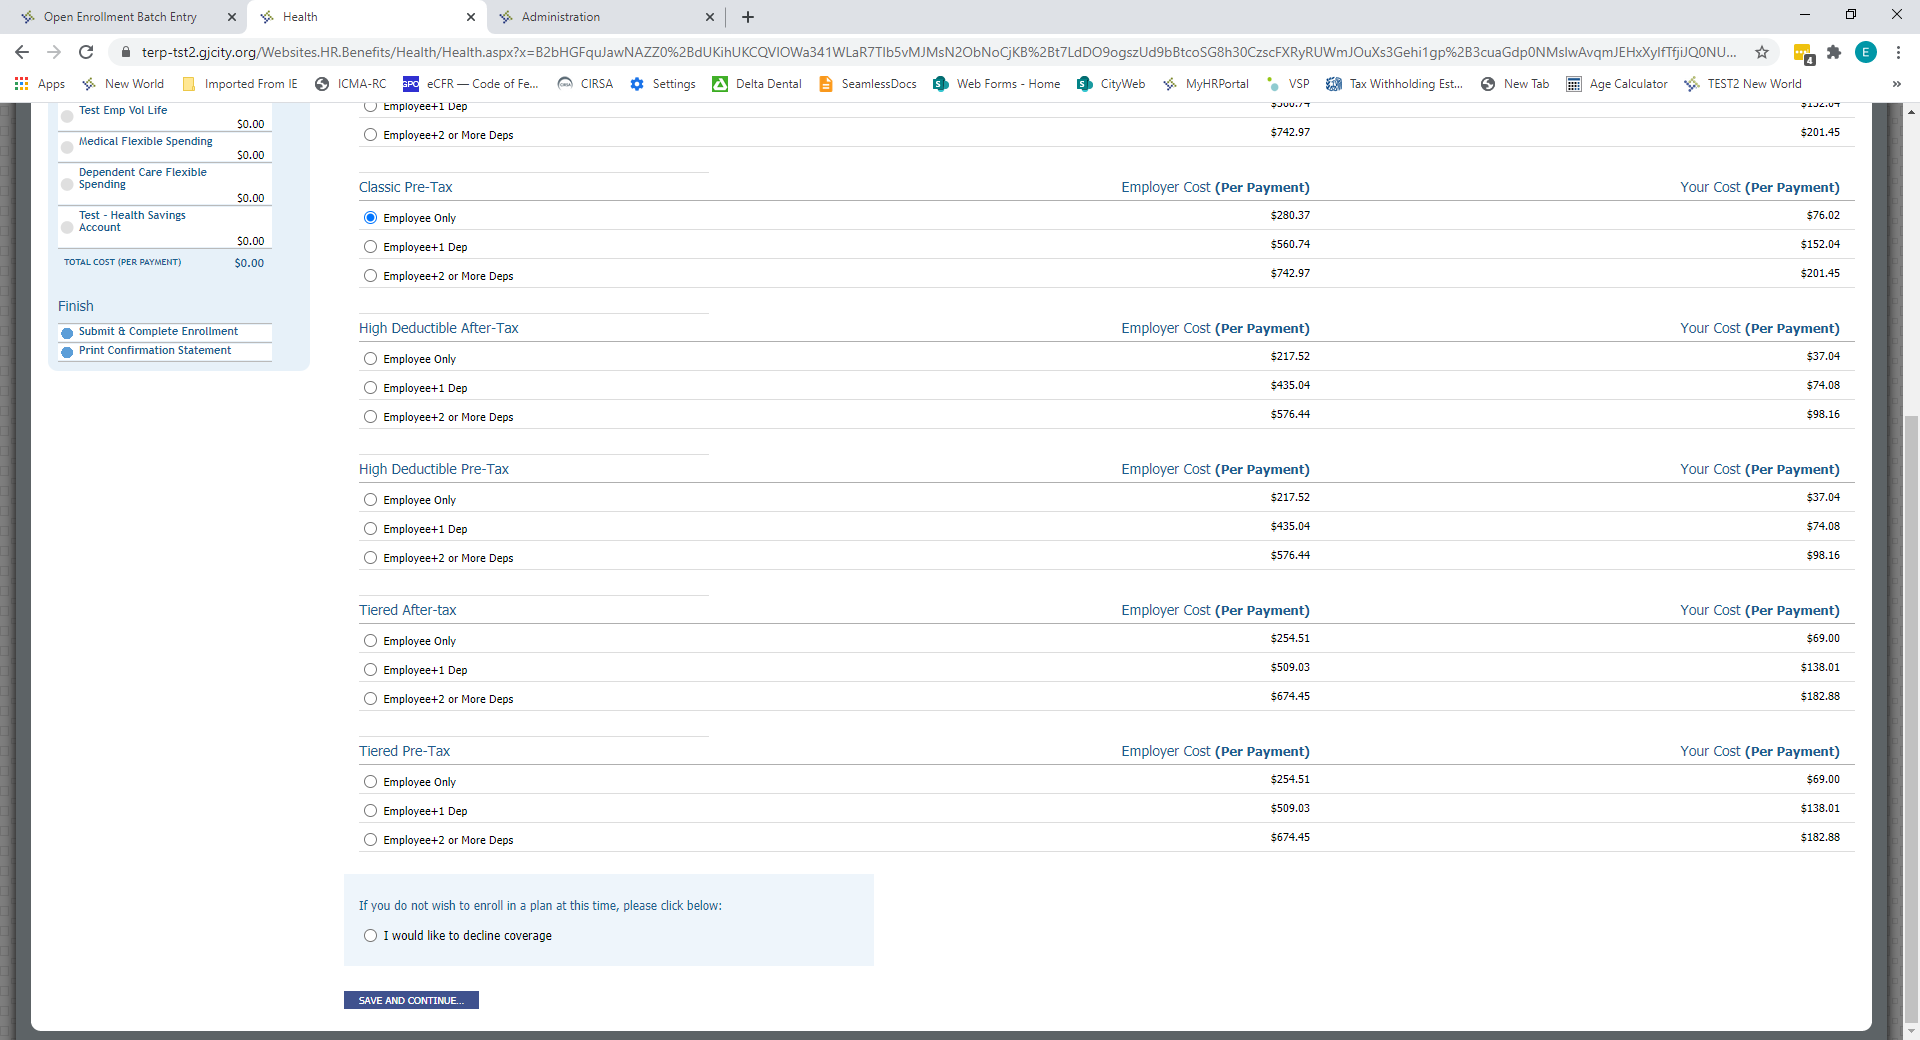 Open Enrollment Batch Entry
Health
Administration
terp-tst2.gjcity.org/Websites.HR.Benefits/Health/Health.aspx?x=B2bHGFquJawNAZZ0%2BdUKihUKCQVIOWa341WLaR7TIb5vMJMsN2ObNoCjKB%2Bt7LdDO9ogszUd9bBtcoSG8h30CzscFXRyRUWmJOuXs3Gehi1gp%2B3cuaGdp0NMslwAvqmJEHxXyIfTfjiJQ0NU...
4
E
Apps
New World
Imported From IE
ICMA-RC
GPO
eCFR — Code of Fe...
CIRSA
Settings
Delta Dental
SeamlessDocs
Web Forms - Home
CityWeb
MyHRPortal
VSP
Tax Withholding Est...
New Tab
Age Calculator
TEST2 New World
»
Test Emp Vol Life
$0.00
Medical Flexible Spending
$0.00
Dependent Care Flexible
Spending
$0.00
Test - Health Savings
Account
$0.00
TOTAL COST (PER PAYMENT) $0.00
Finish
Submit & Complete Enrollment
Print Confirmation Statement
Employee+1 Dep $560.74 $152.04
Employee+2 or More Deps $742.97 $201.45
Classic Pre-Tax Employer Cost (Per Payment) Your Cost (Per Payment)
Employee Only $280.37 $76.02
Employee+1 Dep $560.74 $152.04
Employee+2 or More Deps $742.97 $201.45
High Deductible After-Tax Employer Cost (Per Payment) Your Cost (Per Payment)
Employee Only $217.52 $37.04
Employee+1 Dep $435.04 $74.08
Employee+2 or More Deps $576.44 $98.16
High Deductible Pre-Tax Employer Cost (Per Payment) Your Cost (Per Payment)
Employee Only $217.52 $37.04
Employee+1 Dep $435.04 $74.08
Employee+2 or More Deps $576.44 $98.16
Tiered After-tax Employer Cost (Per Payment) Your Cost (Per Payment)
Employee Only $254.51 $69.00
Employee+1 Dep $509.03 $138.01
Employee+2 or More Deps $674.45 $182.88
Tiered Pre-Tax Employer Cost (Per Payment) Your Cost (Per Payment)
Employee Only $254.51 $69.00
Employee+1 Dep $509.03 $138.01
Employee+2 or More Deps $674.45 $182.88
If you do not wish to enroll in a plan at this time, please click below:
I would like to decline coverage
SAVE AND CONTINUE...